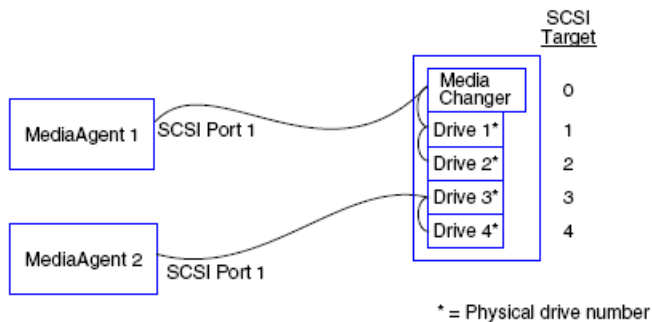 SCSI
Target
Media
Changer
0
MediaAgent 1
SCSI Port 1
Drive 1*
1
Drive 2*
2
Drive 3*
3
Drive 4*
4
MediaAgent 2
SCSI Port 1
* = Physical drive number